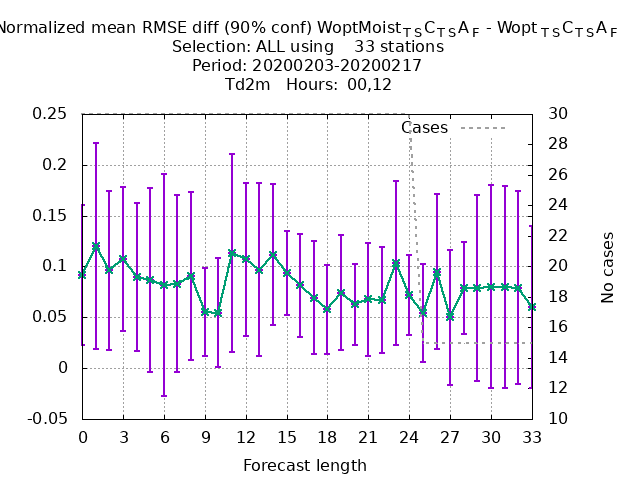 Normalized mean RMSE diff (90% conf) WoptMoist_TSC_TSA_F - Wopt_TSC_TSA_F
Selection: ALL using 33 stations
Period: 20200203-20200217
Td2m Hours: 00,12
0.25
0.2
0.15
0.1
0.05
0
-0.05
Cases
30
28
26
24
22
20
18
16
14
12
10
No cases
0 3 6 9 12 15 18 21 24 27 30 33
Forecast length